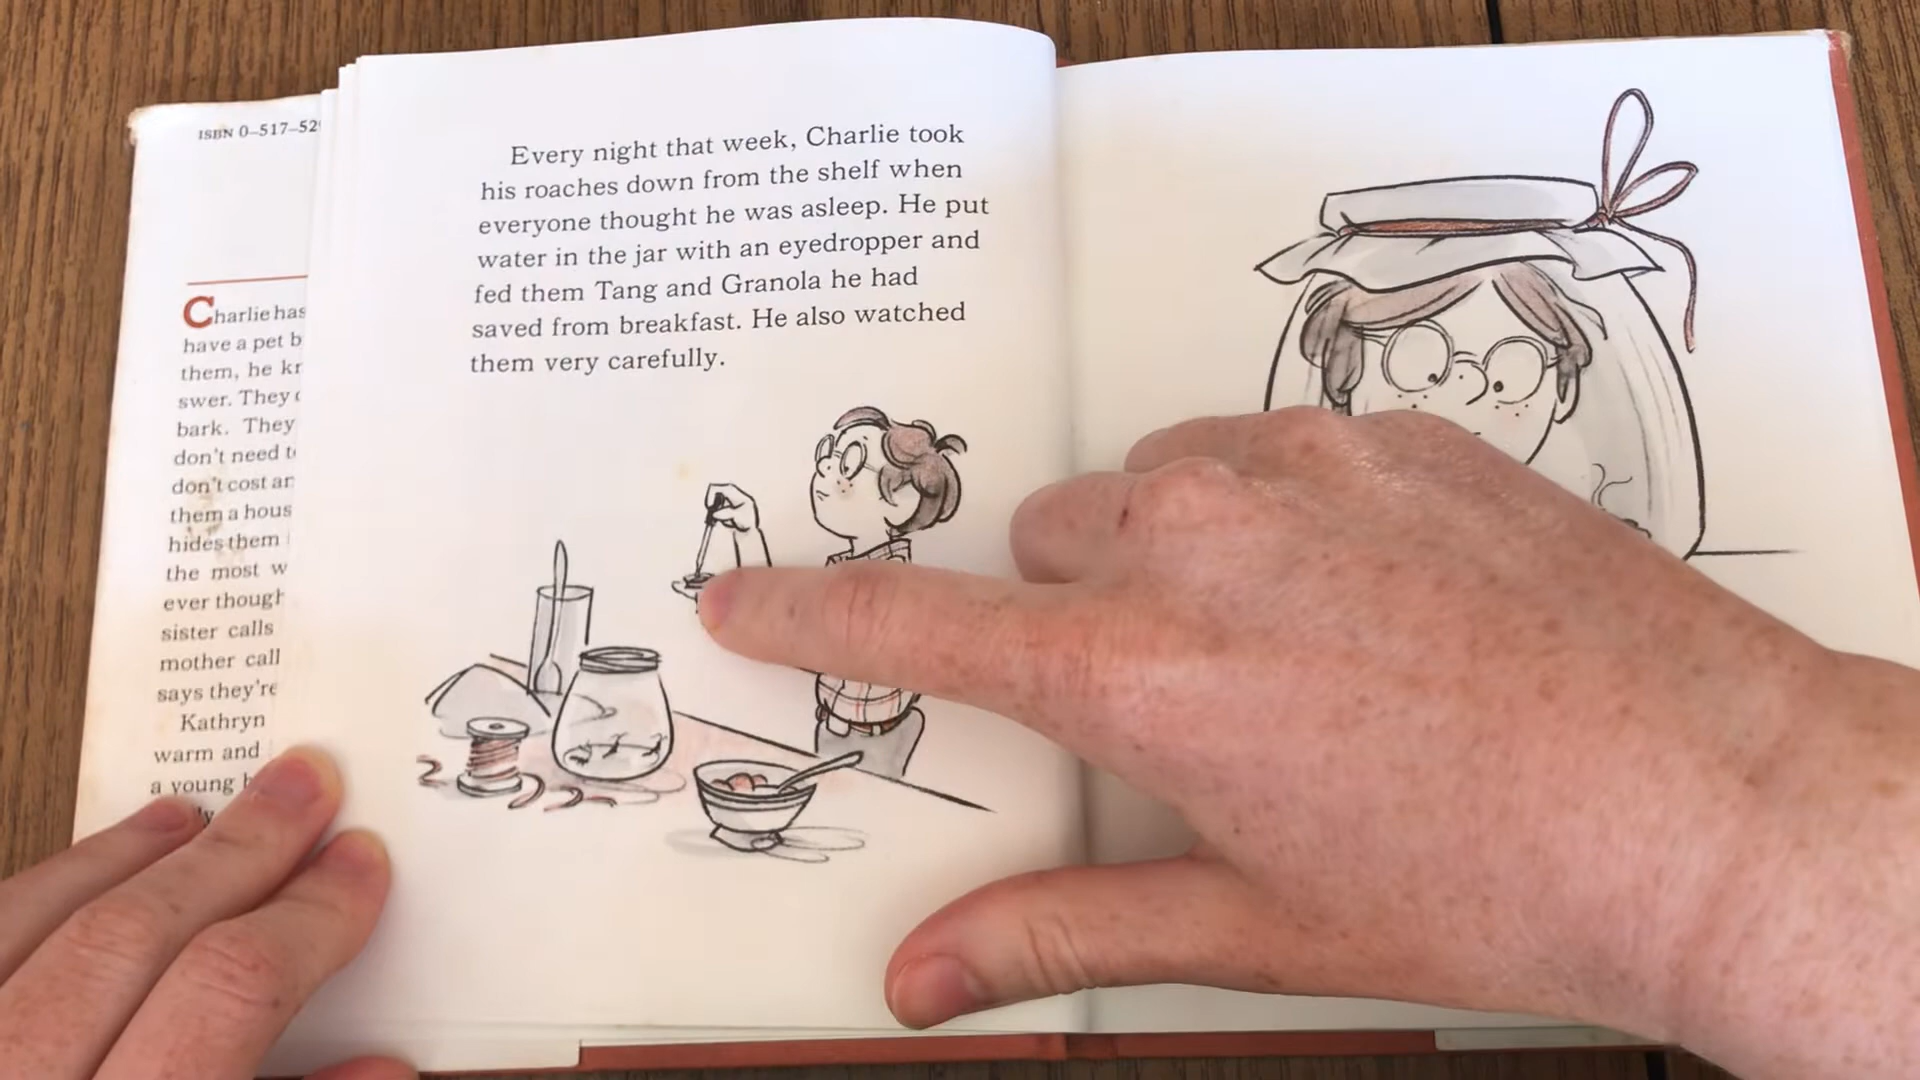 ISBN 0-517-52
Charlie has
have a pet b
them, he kr
swer. They
bark. They
don't need t
don't cost ar
them a hous
hides them
the most w
ever though
sister calls
mother call
says they're
Kathryn
warm and
a young
Every night that week, Charlie took
his roaches down from the shelf when
everyone thought he was asleep. He put
water in the jar with an eyedropper and
fed them Tang and Granola he had
saved from breakfast. He also watched
them very carefully.